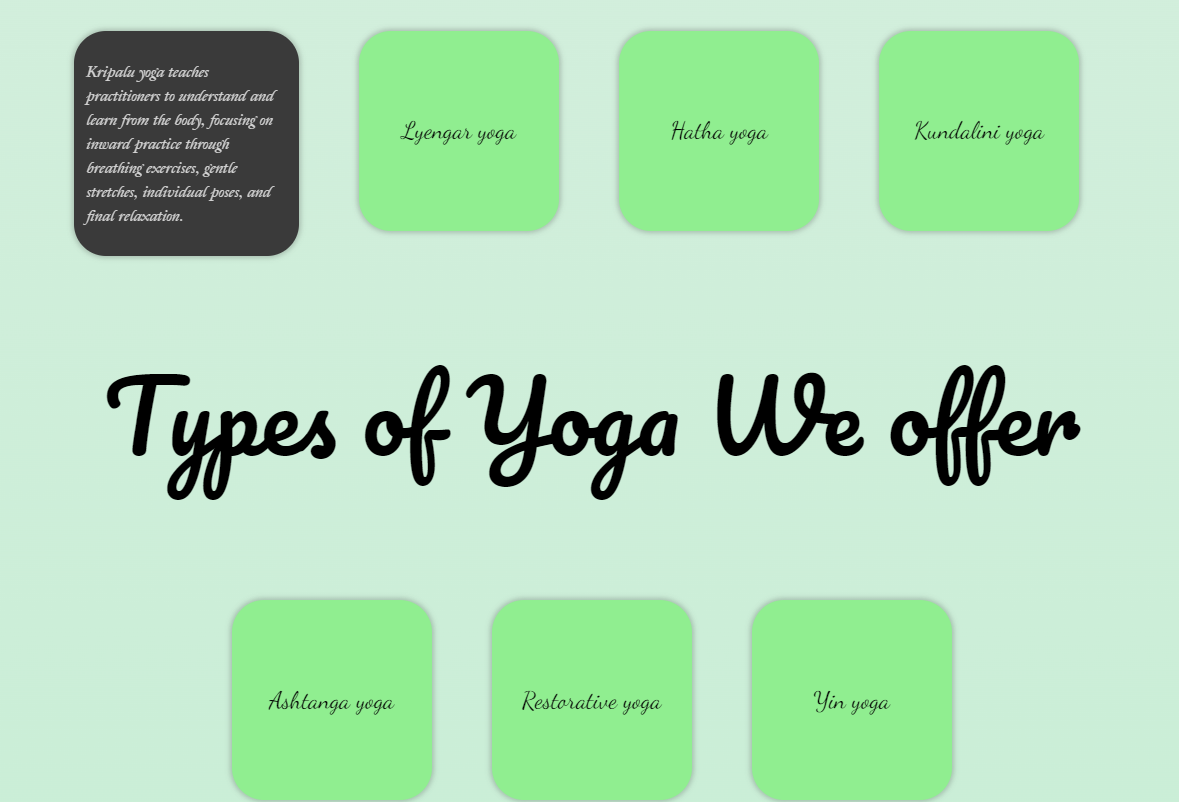 Kripalu yoga teaches
practitioners to understand and
learn from the body, focusing on
inward practice through
breathing exercises, gentle
stretches, individual poses, and
final relaxation.
Lyengar yoga
Hatha yoga
Kundalini yoga
Types of Yoga We offer
Ashtanga yoga
Restorative yoga
Yin yoga